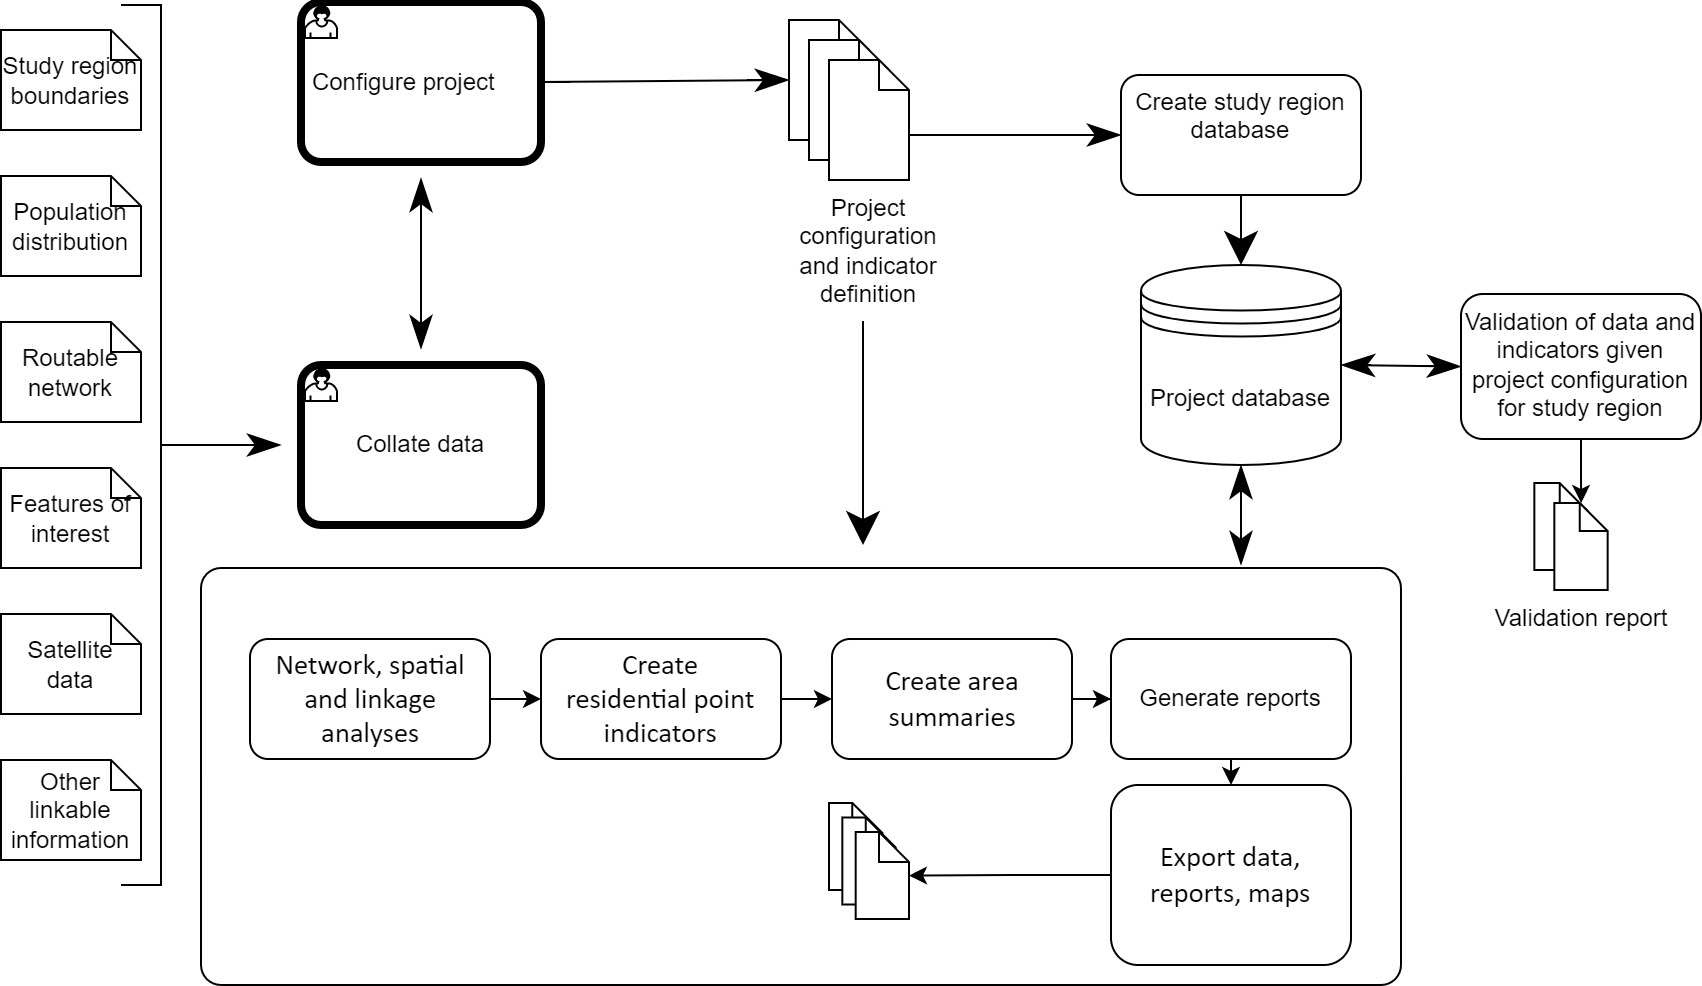 Study region
boundaries
Population
distribution
Routable
network
Features of
interest
Satellite
data
Other
linkable
information
Configure project
Collate data
Project
configuration
and indicator
definition
Create study region
database
Project database
Validation of data and
indicators given
project configuration
for study region
Validation report
Network, spatial
and linkage
analyses
Create
residential point
indicators
Create area
summaries
Generate reports
Export data,
reports, maps